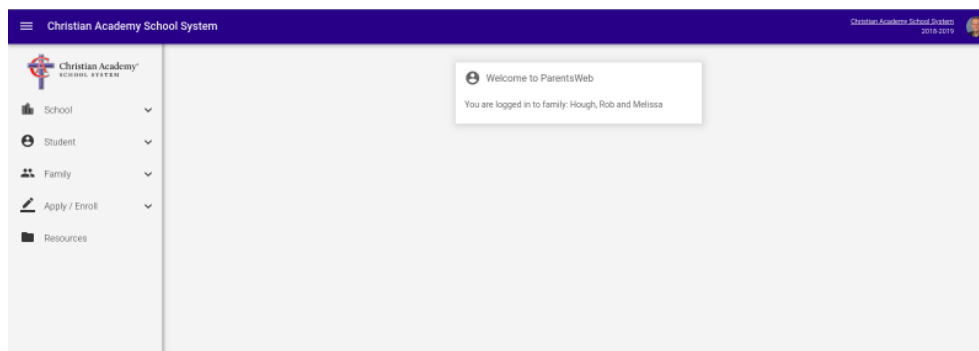 Christian Academy School System
Christian Academy School System
2018-2019
Christian Academy®
SCHOOL SYSTEM
Welcome to ParentsWeb
You are logged in to family: Hough, Rob and Melissa
School
Student
Family
Apply / Enroll
Resources